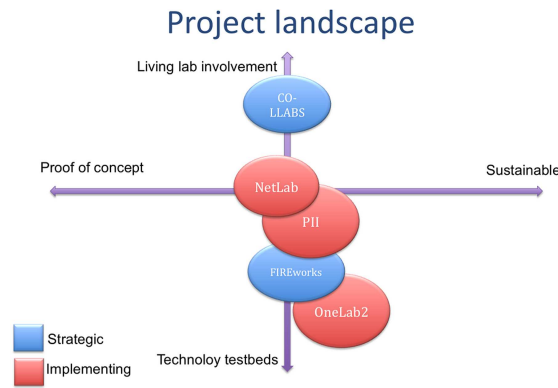 Project landscape
Living lab involvement
CO-
LLABS
Proof of concept
Sustainable
NetLab
PII
FIREworks
OneLab2
Strategic
Implementing
Technoloy testbeds